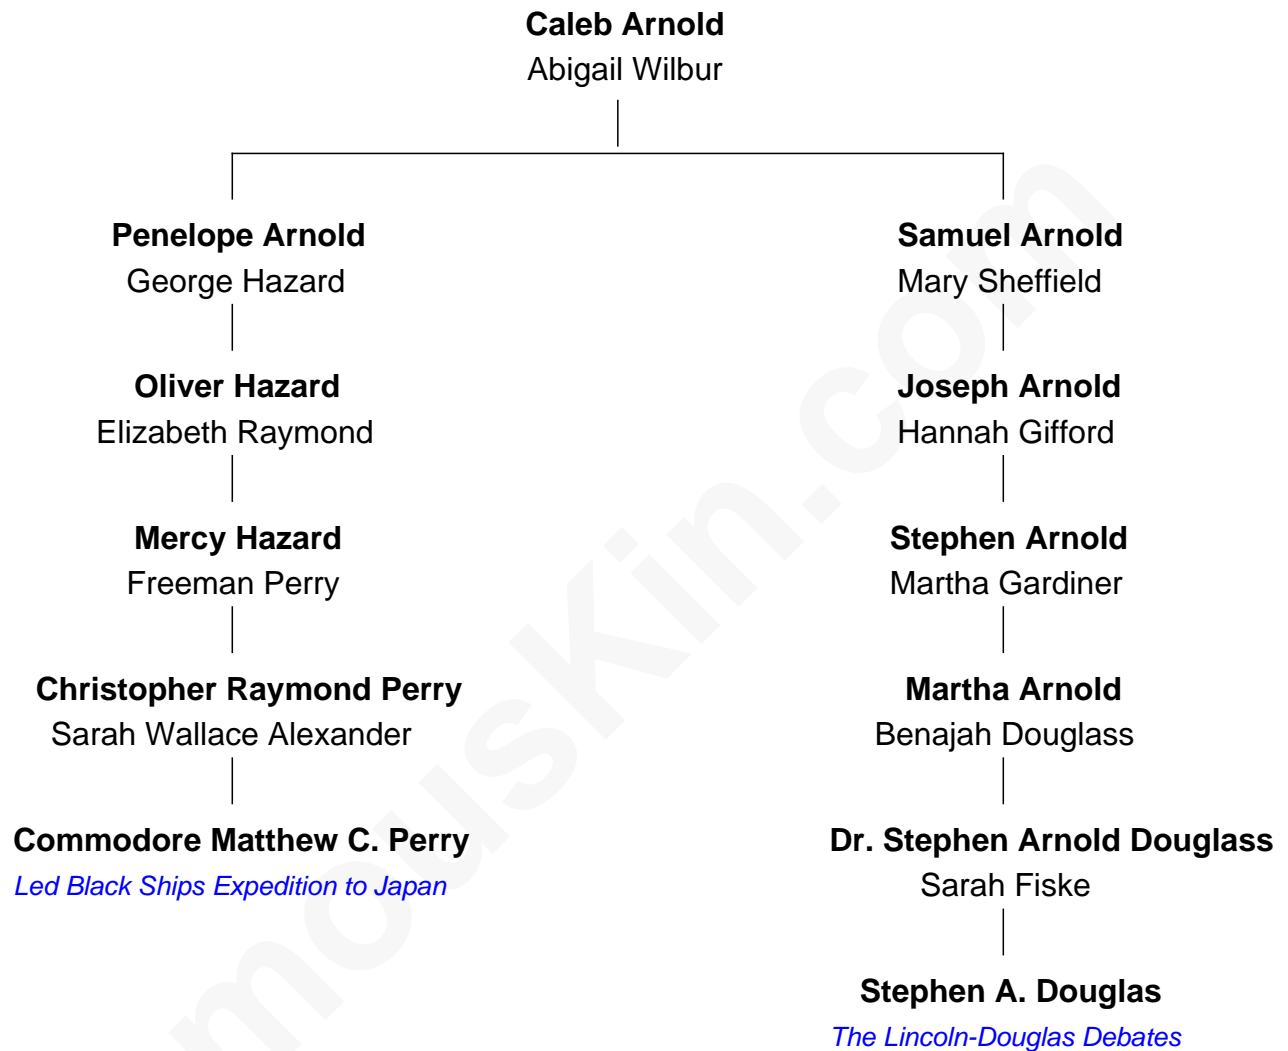 Caleb Arnold
Abigail Wilbur
Penelope Arnold
George Hazard
Samuel Arnold
Mary Sheffield
Oliver Hazard
Elizabeth Raymond
Joseph Arnold
Hannah Gifford
Mercy Hazard
Freeman Perry
Stephen Arnold
Martha Gardiner
Christopher Raymond Perry
Sarah Wallace Alexander
Martha Arnold
Benajah Douglass
Commodore Matthew C. Perry
Led Black Ships Expedition to Japan
Dr. Stephen Arnold Douglass
Sarah Fiske
Stephen A. Douglas
The Lincoln-Douglas Debates
mousKin.com